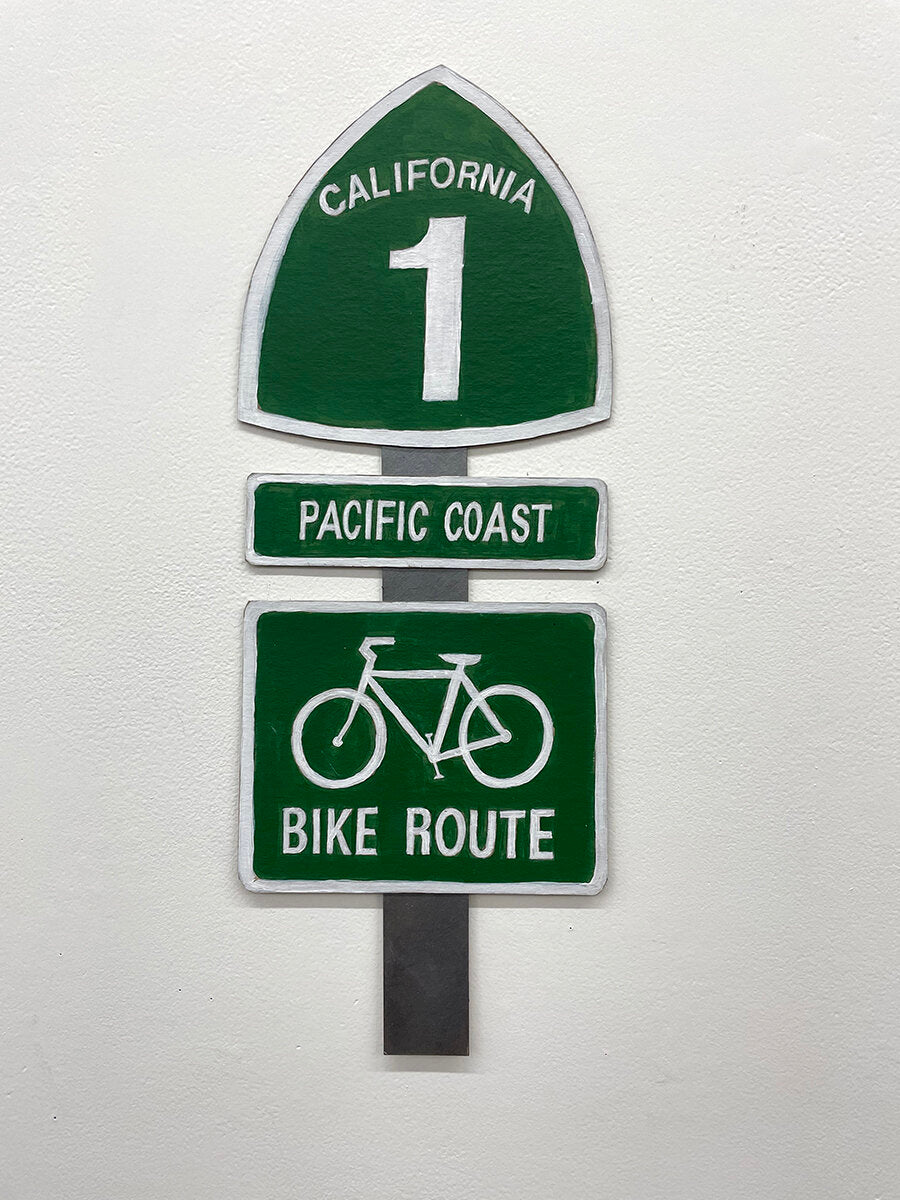 CALIFORNIA
1
PACIFIC COAST
BIKE ROUTE